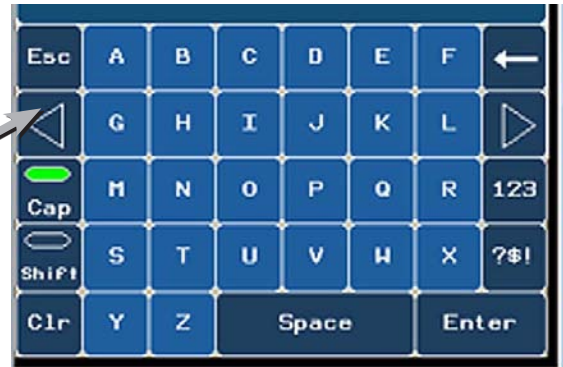 Esc A B C D E F
G H I J K L
M N O P Q R 123
Cap
S T U V W X ?$!
Shift
Clr Y Z Space Enter